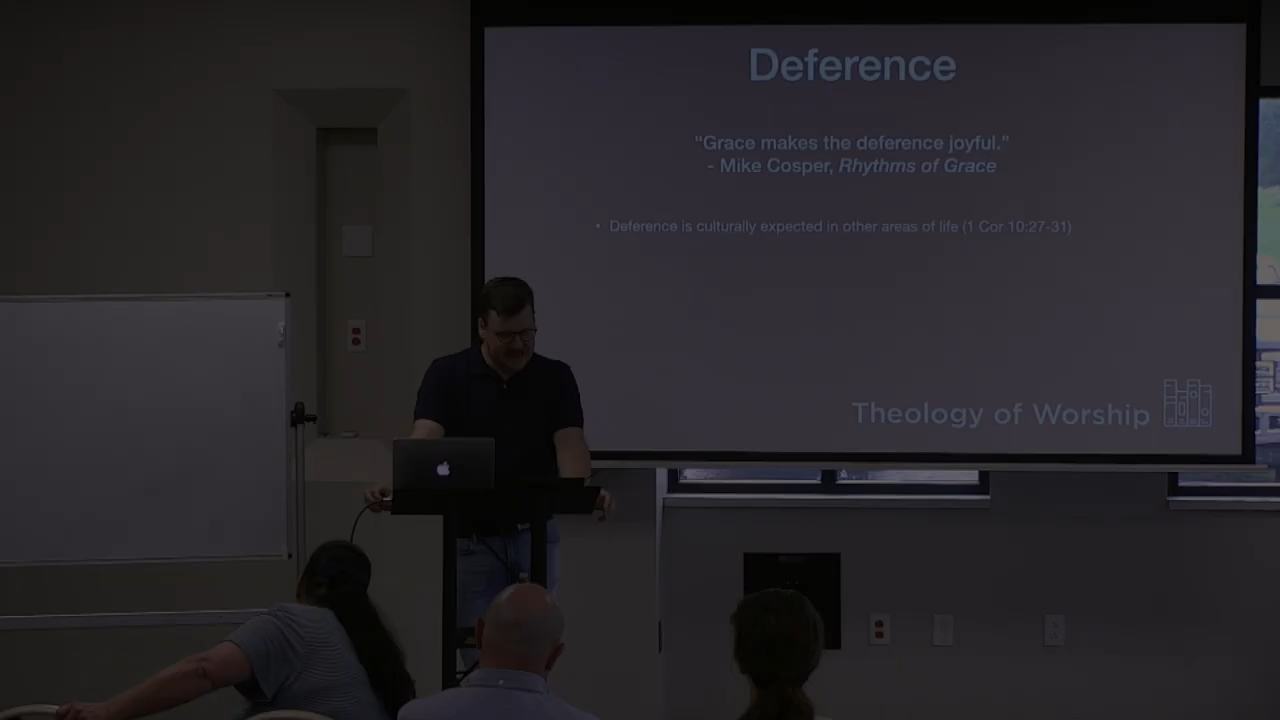 Deference
"Grace makes the deference joyful."
- Mike Cosper, Rhythms of Grace
• Deference is culturally expected in other areas of life (1 Cor 10:27-31)
Theology of Worship